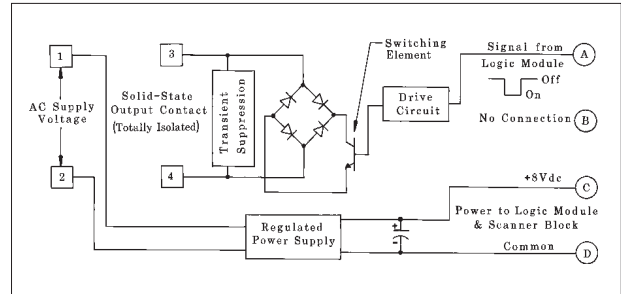 1
AC Supply
Voltage
2
3
Solid-State
Output Contact
(Totally Isolated)
4
Transient
Suppression
Switching
Element
Drive
Circuit
Signal from
Logic Module
Off
On
A
No Connection
B
+8Vdc
C
Power to Logic Module
& Scanner Block
Common
D
Regulated
Power Supply
+
-